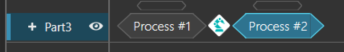 + Part3 Process #1 Process #2